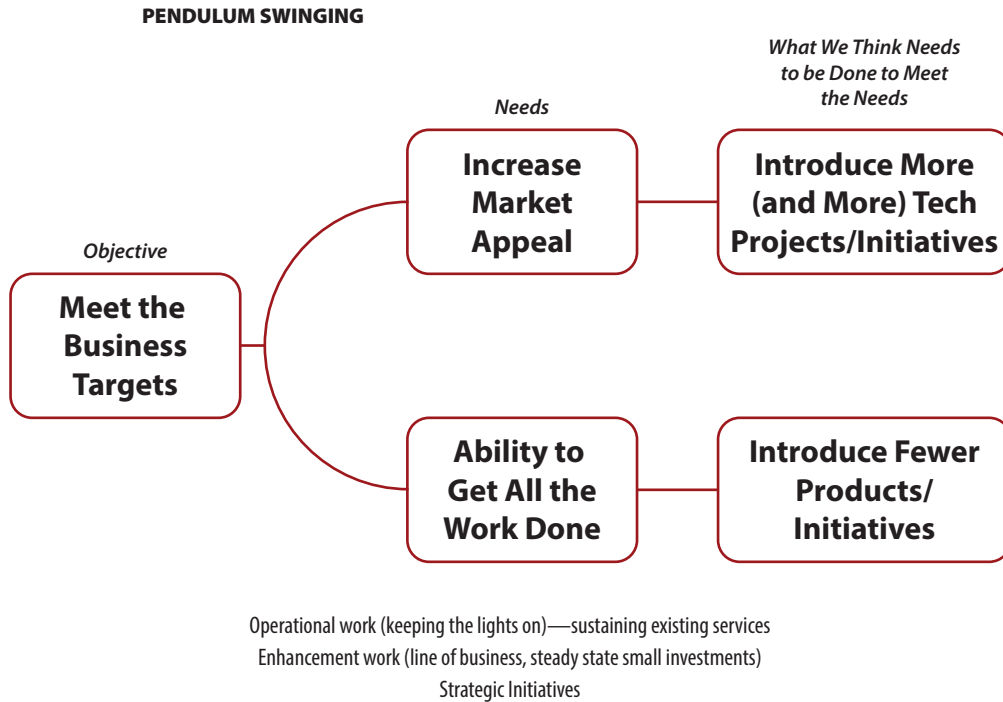 PENDULUM SWINGING
What We Think Needs
to be Done to Meet
the Needs
Needs
Increase
Market
Appeal
Introduce More
(and More) Tech
Projects/Initiatives
Objective
Meet the
Business
Targets
Ability to
Get All the
Work Done
Introduce Fewer
Products/
Initiatives
Operational work (keeping the lights on)—sustaining existing services
Enhancement work (line of business, steady state small investments)
Strategic Initiatives